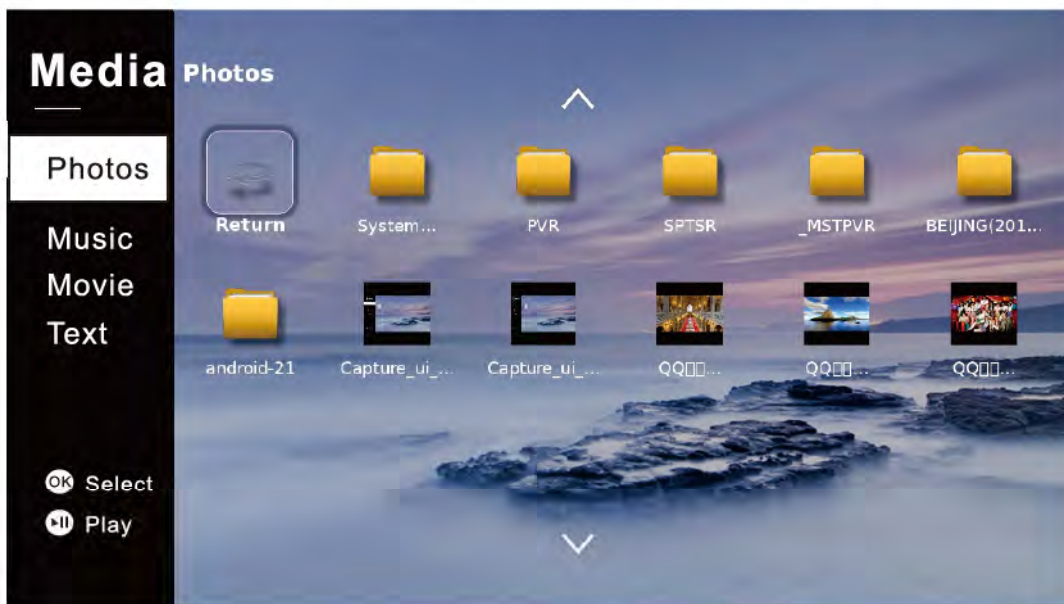 Media
Photos
Photos
Music
Movie
Text
OK Select
Play
Return
System...
PVR
SPTSR
_MSTPVR
BEIJING(201...
android-21
Capture_ui_...
Capture_ui_...
QQ□□...
QQ□□...
QQ□□...